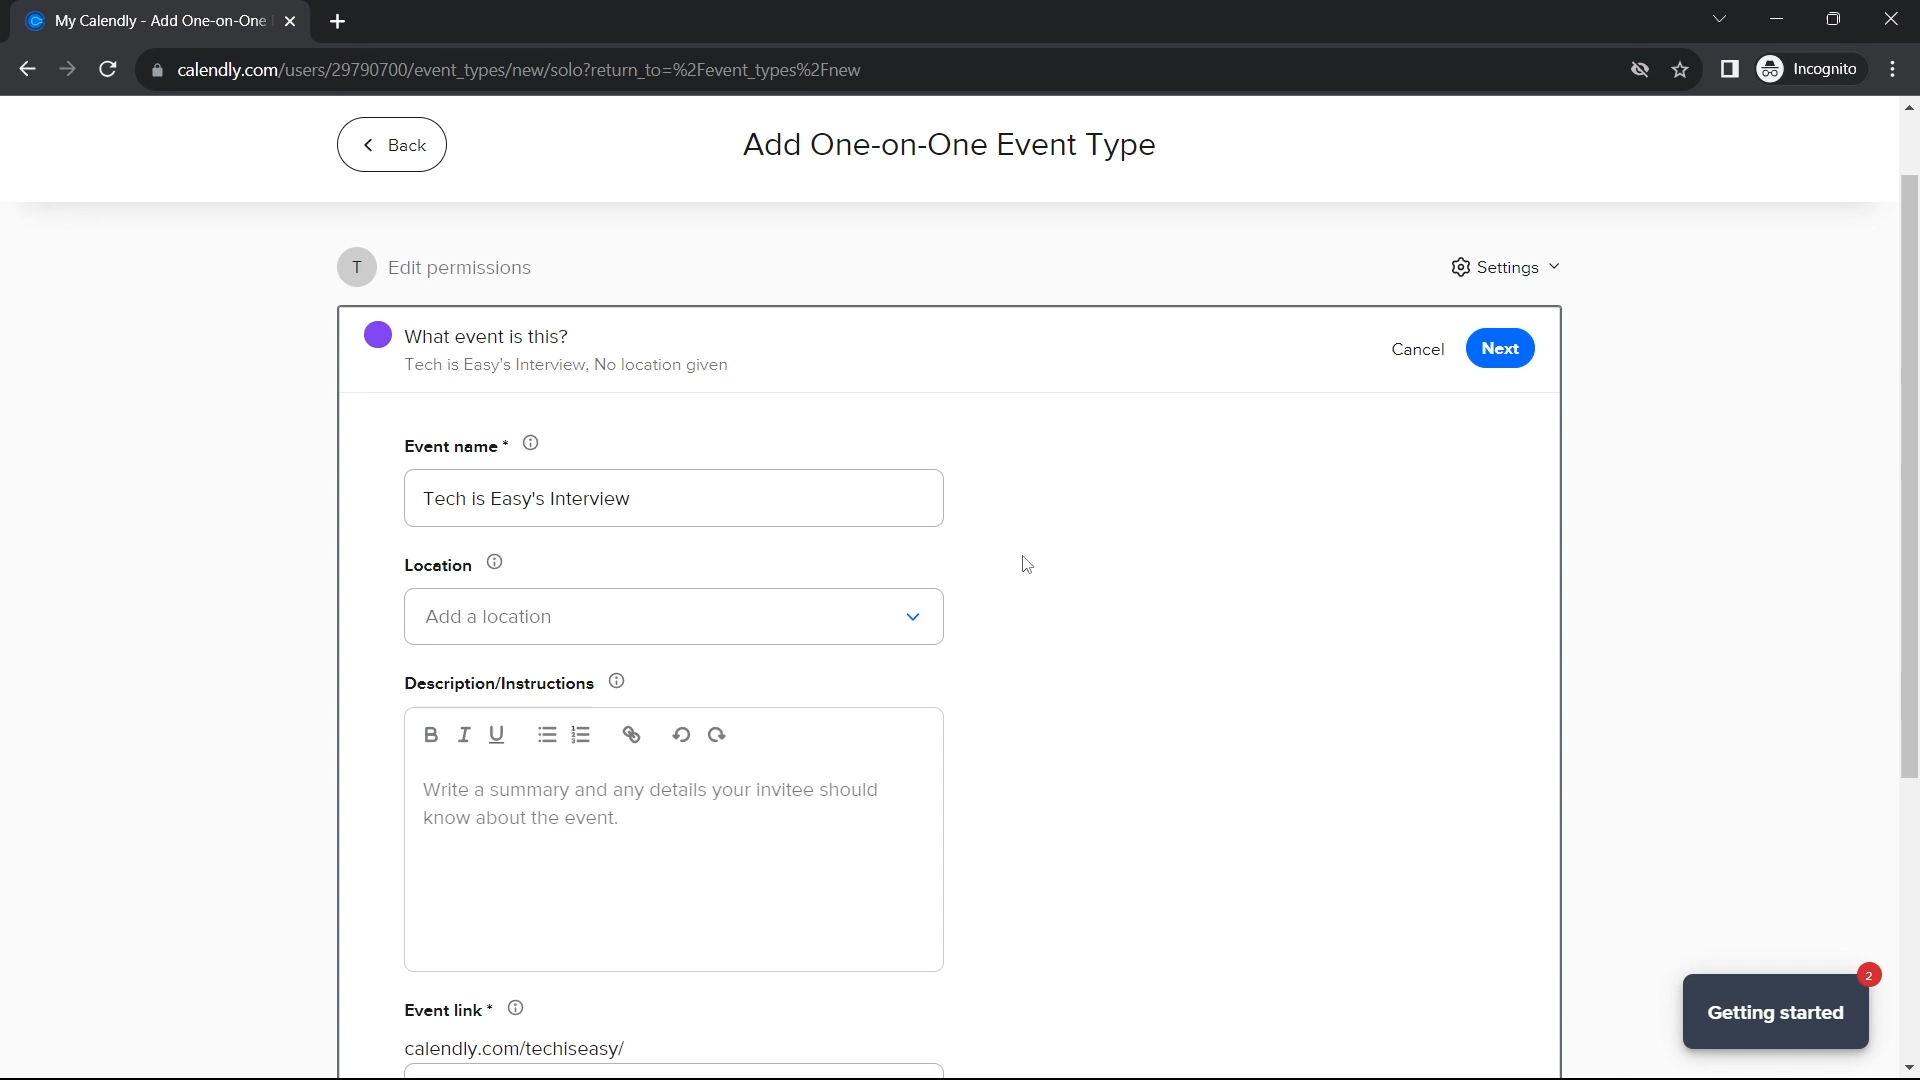 My Calendly - Add One-on-One
calendly.com/users/29790700/event_types/new/solo?return_to=%2Fevent_types%2Fnew
Incognito
Back
Add One-on-One Event Type
T
Edit permissions
Settings
What event is this?
Tech is Easy's Interview, No location given
Cancel
Next
Event name *
Tech is Easy's Interview
Location
Add a location
Description/Instructions
B I U
Write a summary and any details your invitee should
know about the event.
Event link *
calendly.com/techiseasy/
2
Getting started